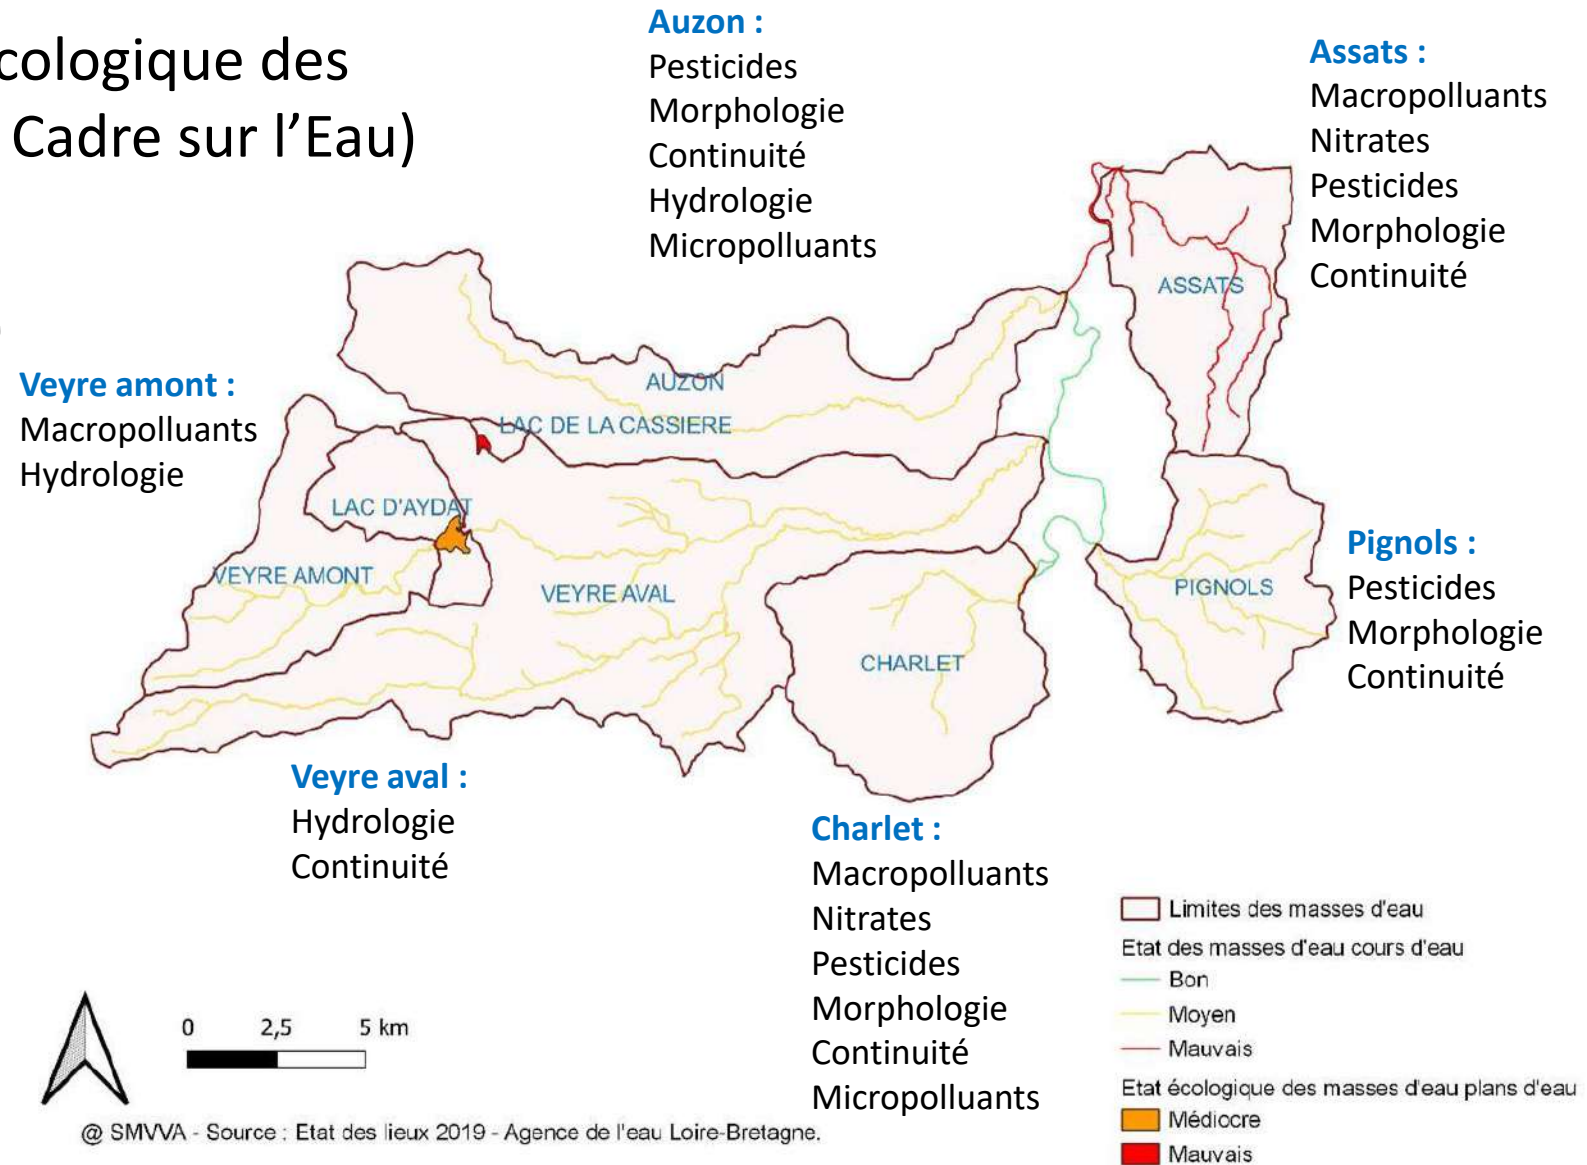 cologique des
Cadre sur l'Eau)
Auzon :
Pesticides
Morphologie
Continuité
Hydrologie
Micropolluants
Assats :
Macropolluants
Nitrates
Pesticides
Morphologie
Continuité
ASSATS
AUZON
LAC DE LA CASSIERE
Veyre amont :
Macropolluants
Hydrologie
LAC D'AYDAT
VEYRE AMONT
VEYRE AVAL
PIGNOLS
CHARLET
Pignols :
Pesticides
Morphologie
Continuité
Veyre aval :
Hydrologie
Continuité
Charlet :
Macropolluants
Nitrates
Pesticides
Morphologie
Continuité
Micropolluants
Limites des masses d'eau
Etat des masses d'eau cours d'eau
Bon
Moyen
Mauvais
Etat écologique des masses d'eau plans d'eau
Médiocre
Mauvais
0 2,5 5 km
@ SMVVA - Source : Etat des lieux 2019 - Agence de l'eau Loire-Bretagne.